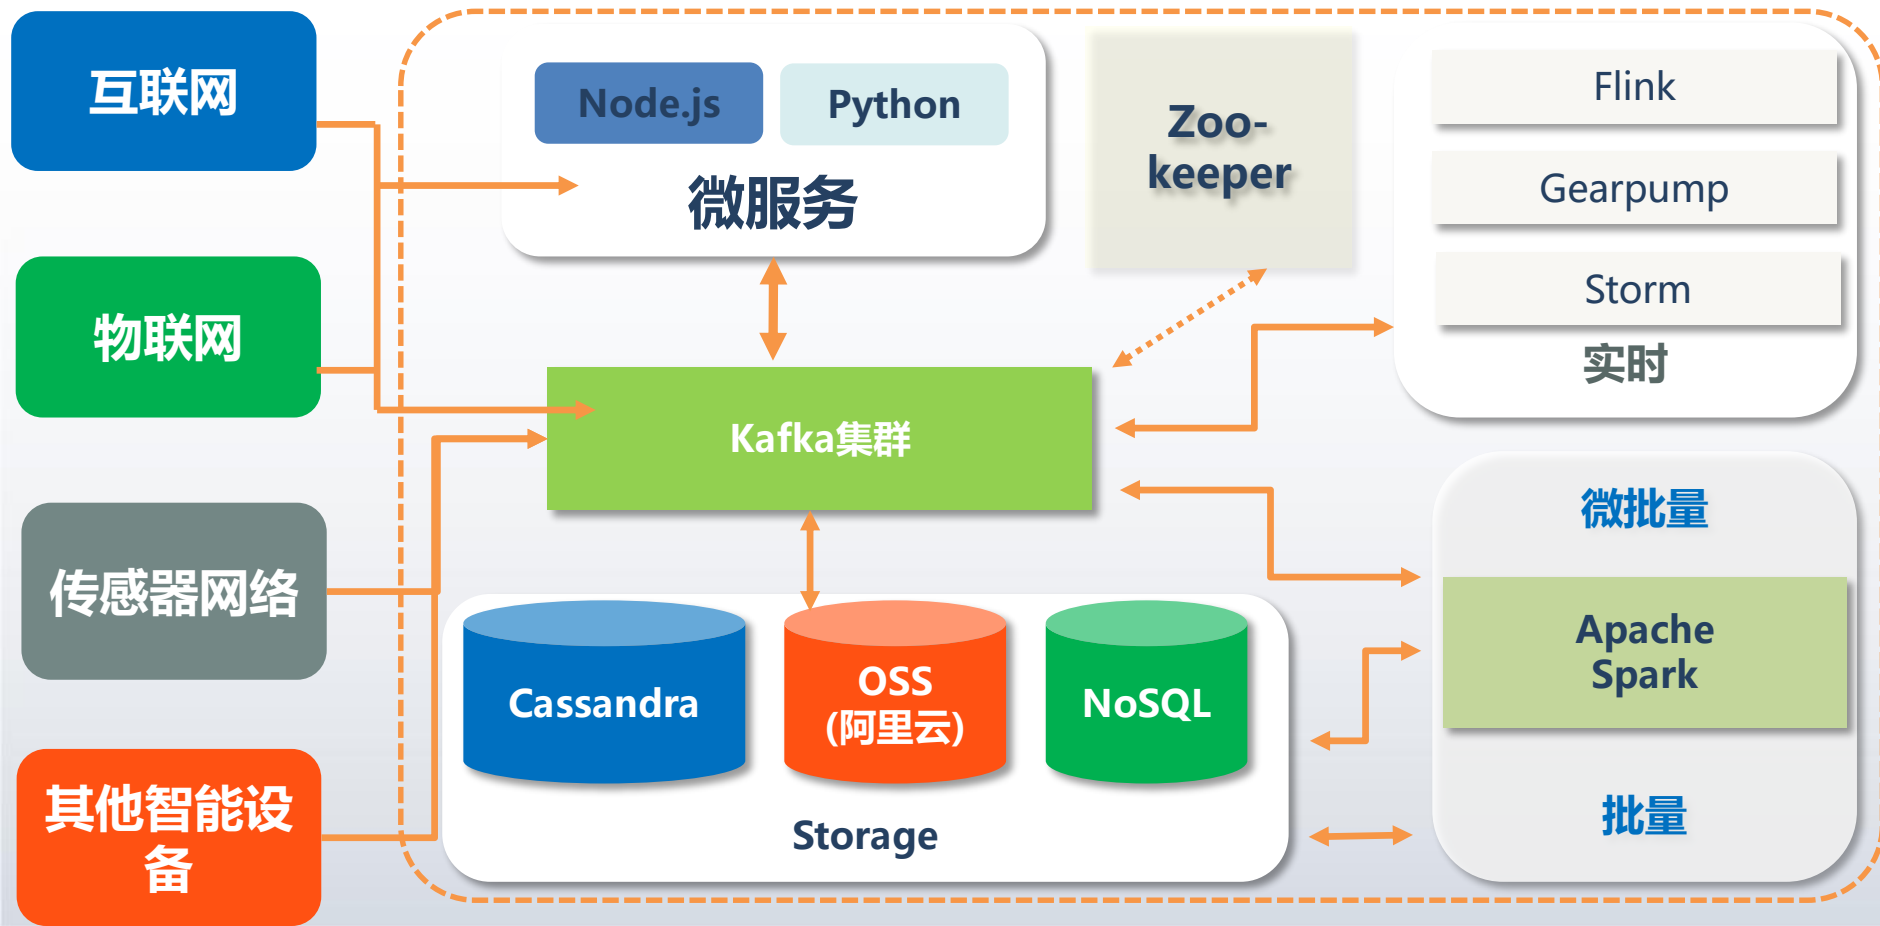 互联网
物联网
传感器网络
其他智能设
备
Node.js
Python
微服务
Zoo-
keeper
Flink
Gearpump
Storm
实时
Kafka集群
微批量
Apache
Spark
批量
Cassandra
OSS
(阿里云)
NoSQL
Storage